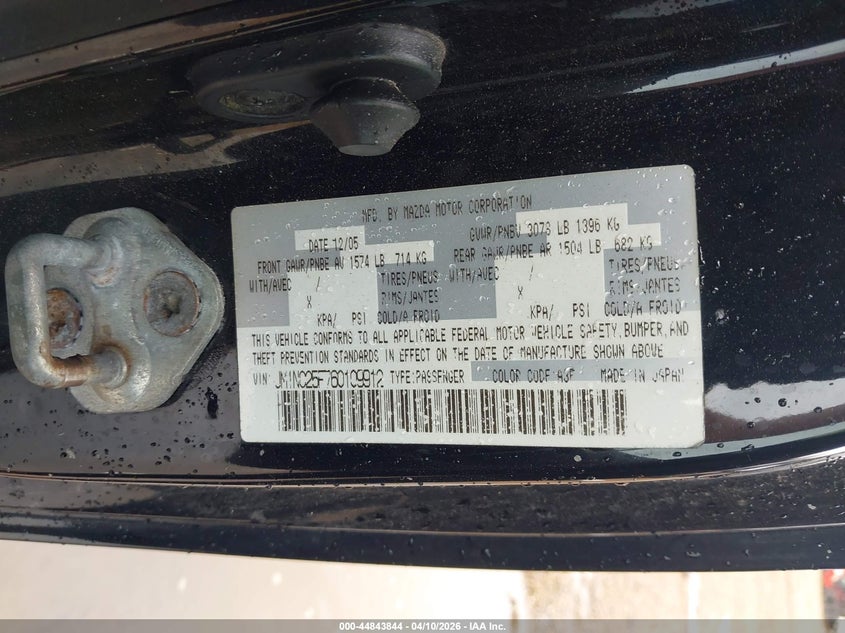 MFD. BY MAZDA MOTOR CORPORATION
DATE 12/05 GVWR/PNBV 3073 LB 1396 KG
FRONT GAWR/PNBE AV 1574 LB 714 KG REAR GAWR/PNBE AR 1504 LB 682 KG
WITH/AVEC / TIRES/PNEUS WITH/AVEC / TIRES/PNEUS
X RIMS/JANTES X RIMS/JANTES
KPA/ PSI COLD/A FROID KPA/ PSI COLD/A FROID
THIS VEHICLE CONFORMS TO ALL APPLICABLE FEDERAL MOTOR VEHICLE SAFETY, BUMPER, AND
THEFT PREVENTION STANDARDS IN EFFECT ON THE DATE OF MANUFACTURE SHOWN ABOVE
VIN: JM1NC25F760109912 TYPE:PASSENGER COLOR CODE:A3F MADE IN JAPAN
000-44843844 - 04/10/2026 - IAA Inc.